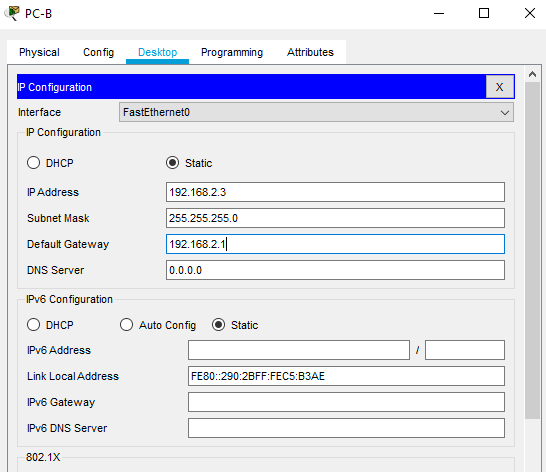 PC-B
Physical Config Desktop Programming Attributes
IP Configuration X
Interface FastEthernet0
IP Configuration
DHCP Static
IP Address 192.168.2.3
Subnet Mask 255.255.255.0
Default Gateway 192.168.2.1
DNS Server 0.0.0.0
IPv6 Configuration
DHCP Auto Config Static
IPv6 Address /
Link Local Address FE80::290:2BFF:FEC5:B3AE
IPv6 Gateway
IPv6 DNS Server
802.1X